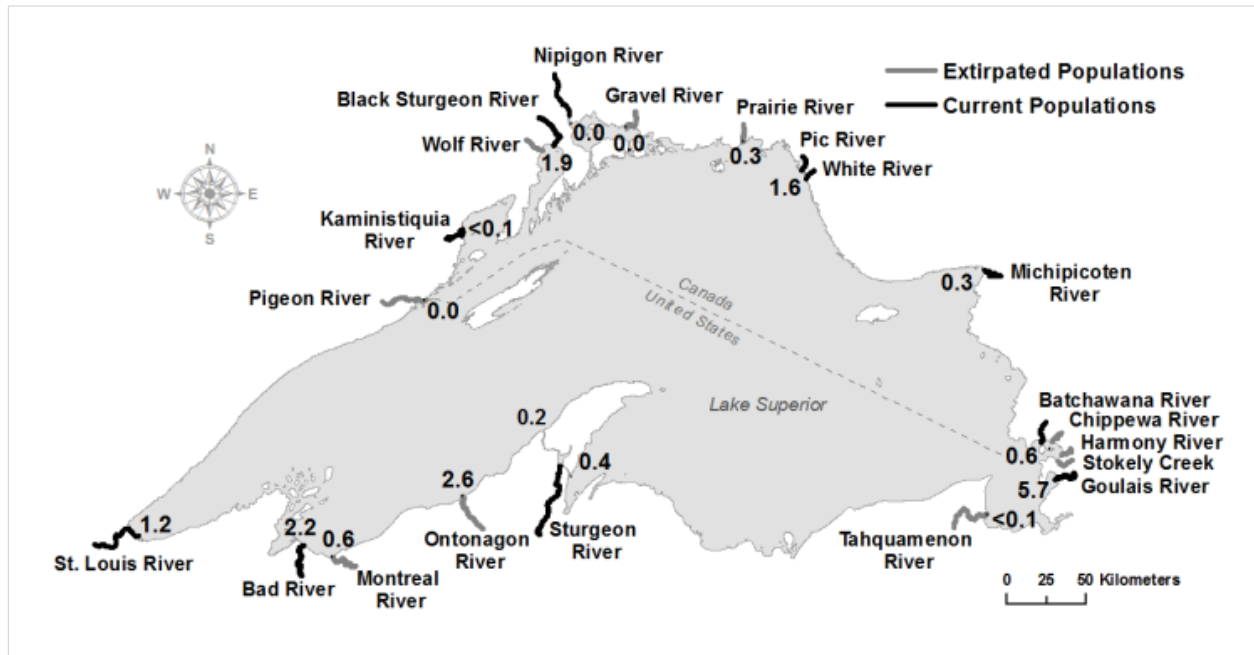 Nipigon River
Extirpated Populations
Black Sturgeon River
Gravel River
Prairie River
Current Populations
Wolf River
0.0
0.0
Pic River
1.9
0.3
White River
1.6
N
W
E
S
Kaministiquia
River
<0.1
Michipicoten
River
0.3
Canada
United States
Pigeon River
0.0
Lake Superior
Batchawana River
Chippewa River
Harmony River
Stokely Creek
Goulais River
0.6
5.7
0.2
0.4
2.6
1.2
2.2
0.6
<0.1
St. Louis River
Bad River
Montreal
River
Ontonagon
River
Sturgeon
River
Tahquamenon
River
0 25 50 Kilometers